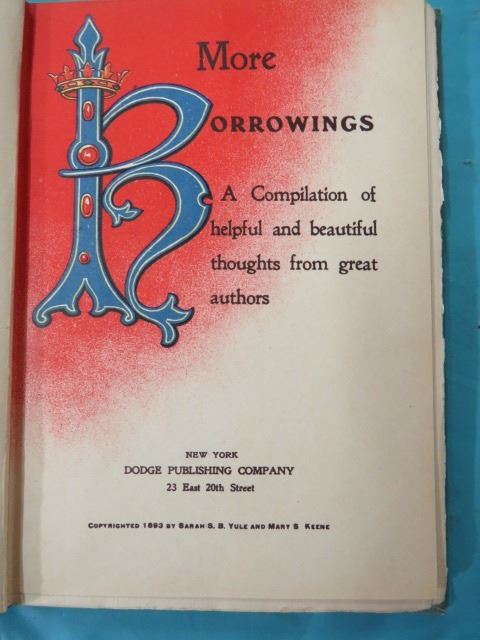 More
BORROWINGS
A Compilation of
helpful and beautiful
thoughts from great
authors
NEW YORK
DODGE PUBLISHING COMPANY
23 East 20th Street
COPYRIGHTED 1893 BY SARAH S. B. YULE AND MARY S KEENE